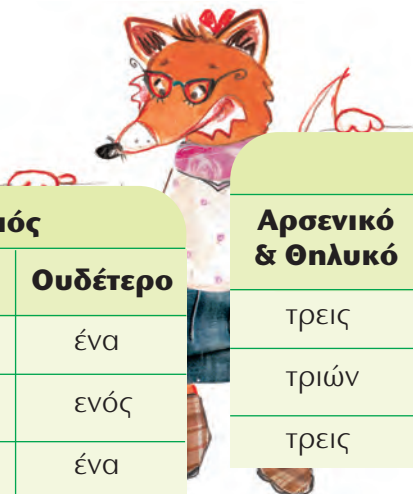 ιός
Ουδέτερο
ένα
ενός
ένα
Αρσενικό
& Θηλυκό
τρεις
τριών
τρεις